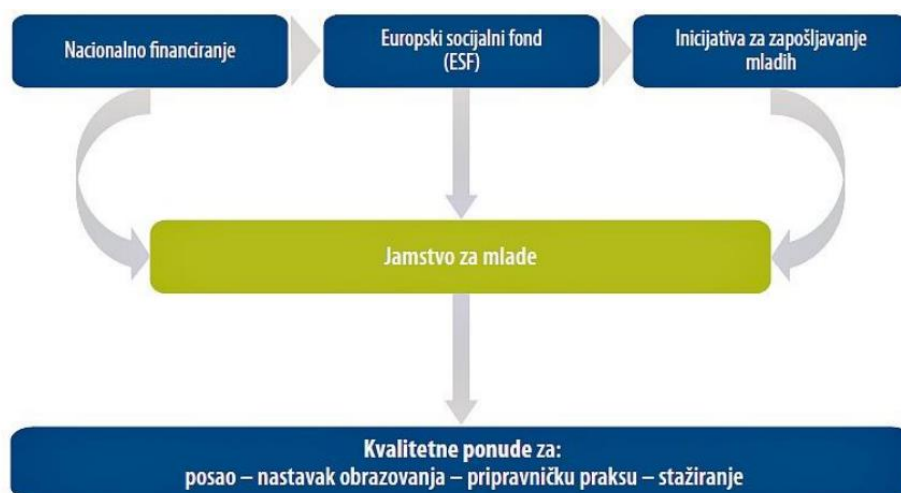 Nacionalno financiranje
Europski socijalni fond
(ESF)
Inicijativa za zapošljavanje
mladih
Jamstvo za mlade
Kvalitetne ponude za:
posao – nastavak obrazovanja – pripravničku praksu – stažiranje